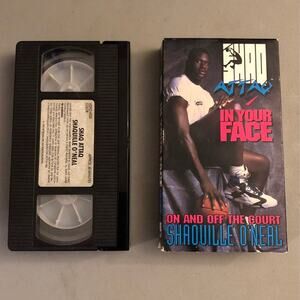 SHAQ ATTAQ
SHAQUILLE O'NEAL
SHAQ
ATTAQ
IN YOUR
FACE
ON AND OFF THE COURT
SHAQUILLE O'NEAL